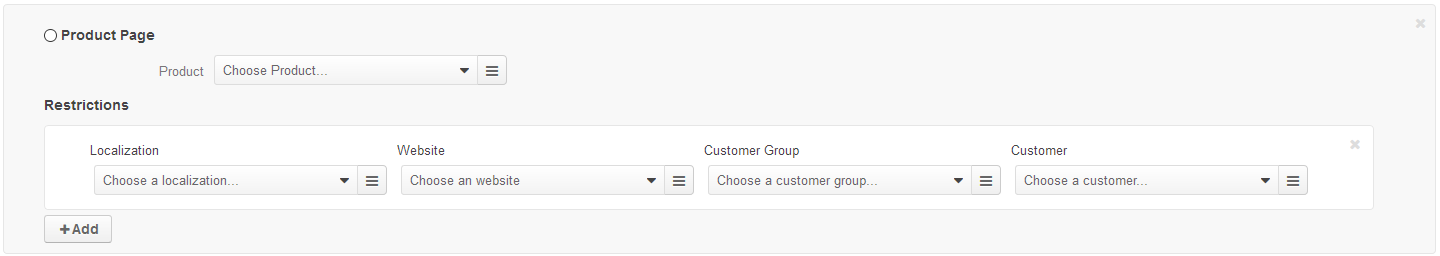 Product Page
Product Choose Product...
Restrictions
Localization Website Customer Group Customer
Choose a localization... Choose an website Choose a customer group... Choose a customer...
+Add